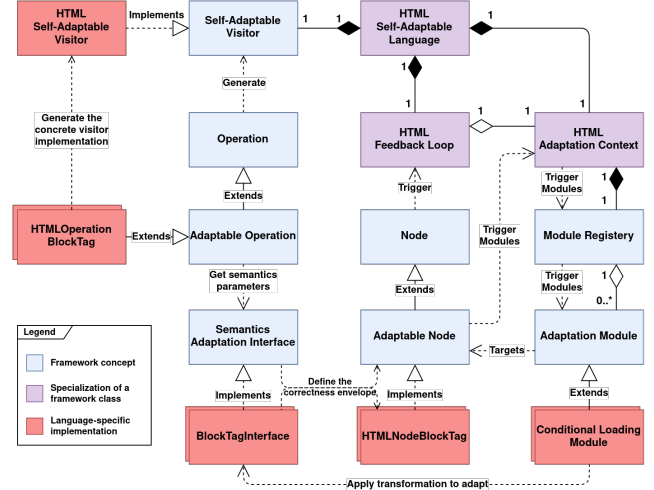 HTML
Self-Adaptable
Visitor
Implements
Self-Adaptable
Visitor
1
1
HTML
Self-Adaptable
Language
1
Generate
1
1
1
Generate the
concrete visitor
implementation
Operation
HTML
Feedback Loop
1
1
HTML
Adaptation Context
Extends
Trigger
Trigger
Modules
1
1
HTMLOperation
BlockTag
Extends
Adaptable Operation
Node
Trigger
Modules
Module Registery
Get semantics
parameters
Extends
Trigger
Modules
1
0..*
Semantics
Adaptation Interface
Adaptable Node
Targets
Adaptation Module
Legend
Framework concept
Specialization of a
framework class
Language-specific
implementation
Implements
Define the
correctness envelope
Implements
Extends
BlockTagInterface
HTMLNodeBlockTag
Conditional Loading
Module
Apply transformation to adapt